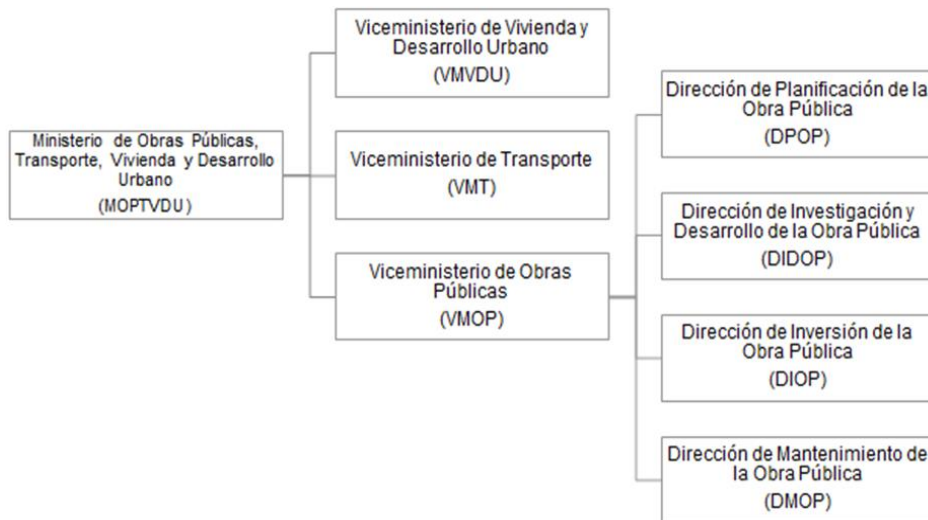 Ministerio de Obras Públicas,
Transporte, Vivienda y Desarrollo
Urbano
(MOPTVDU)
Viceministerio de Vivienda y
Desarrollo Urbano
(VMVDU)
Viceministerio de Transporte
(VMT)
Viceministerio de Obras
Públicas
(VMOP)
Dirección de Planificación de la
Obra Pública
(DPOP)
Dirección de Investigación y
Desarrollo de la Obra Pública
(DIDOP)
Dirección de Inversión de la
Obra Pública
(DIOP)
Dirección de Mantenimiento de
la Obra Pública
(DMOP)